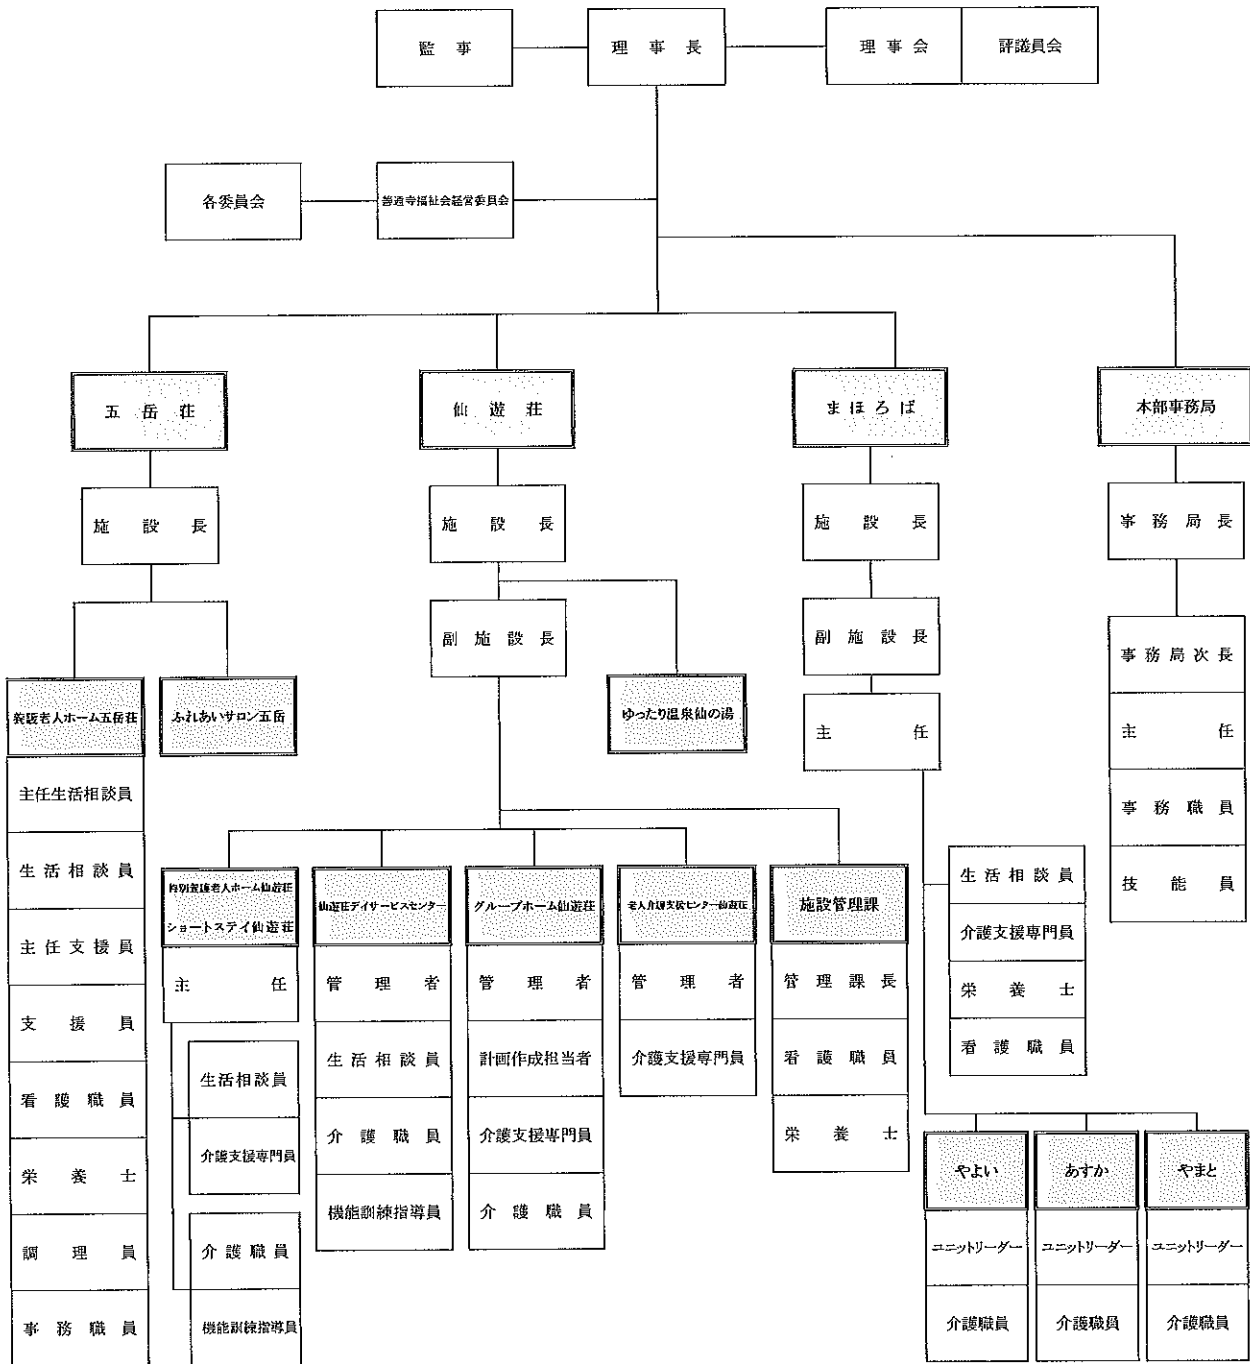 監事
理事長
理事会
評議員会
各委員会
善通寺福祉会経営委員会
五岳荘
仙遊荘
まほろば
本部事務局
施設長
施設長
施設長
事務局長
副施設長
副施設長
事務局次長
主任
事務職員
技能員
養護老人ホーム五岳荘
ふれあいサロン五岳
ゆったり温泉仙の湯
主任
主任生活相談員
生活相談員
主任支援員
支援員
看護職員
栄養士
調理員
事務職員
特別養護老人ホーム仙遊荘
ショートステイ仙遊荘
主任
生活相談員
介護支援専門員
介護職員
機能訓練指導員
仙遊荘デイサービスセンター
管理者
生活相談員
介護職員
機能訓練指導員
グループホーム仙遊荘
管理者
計画作成担当者
介護支援専門員
介護職員
老人介護支援センター仙遊荘
管理者
介護支援専門員
施設管理課
管理課長
看護職員
栄養士
生活相談員
介護支援専門員
栄養士
看護職員
やよい
ユニットリーダー
介護職員
あすか
ユニットリーダー
介護職員
やまと
ユニットリーダー
介護職員